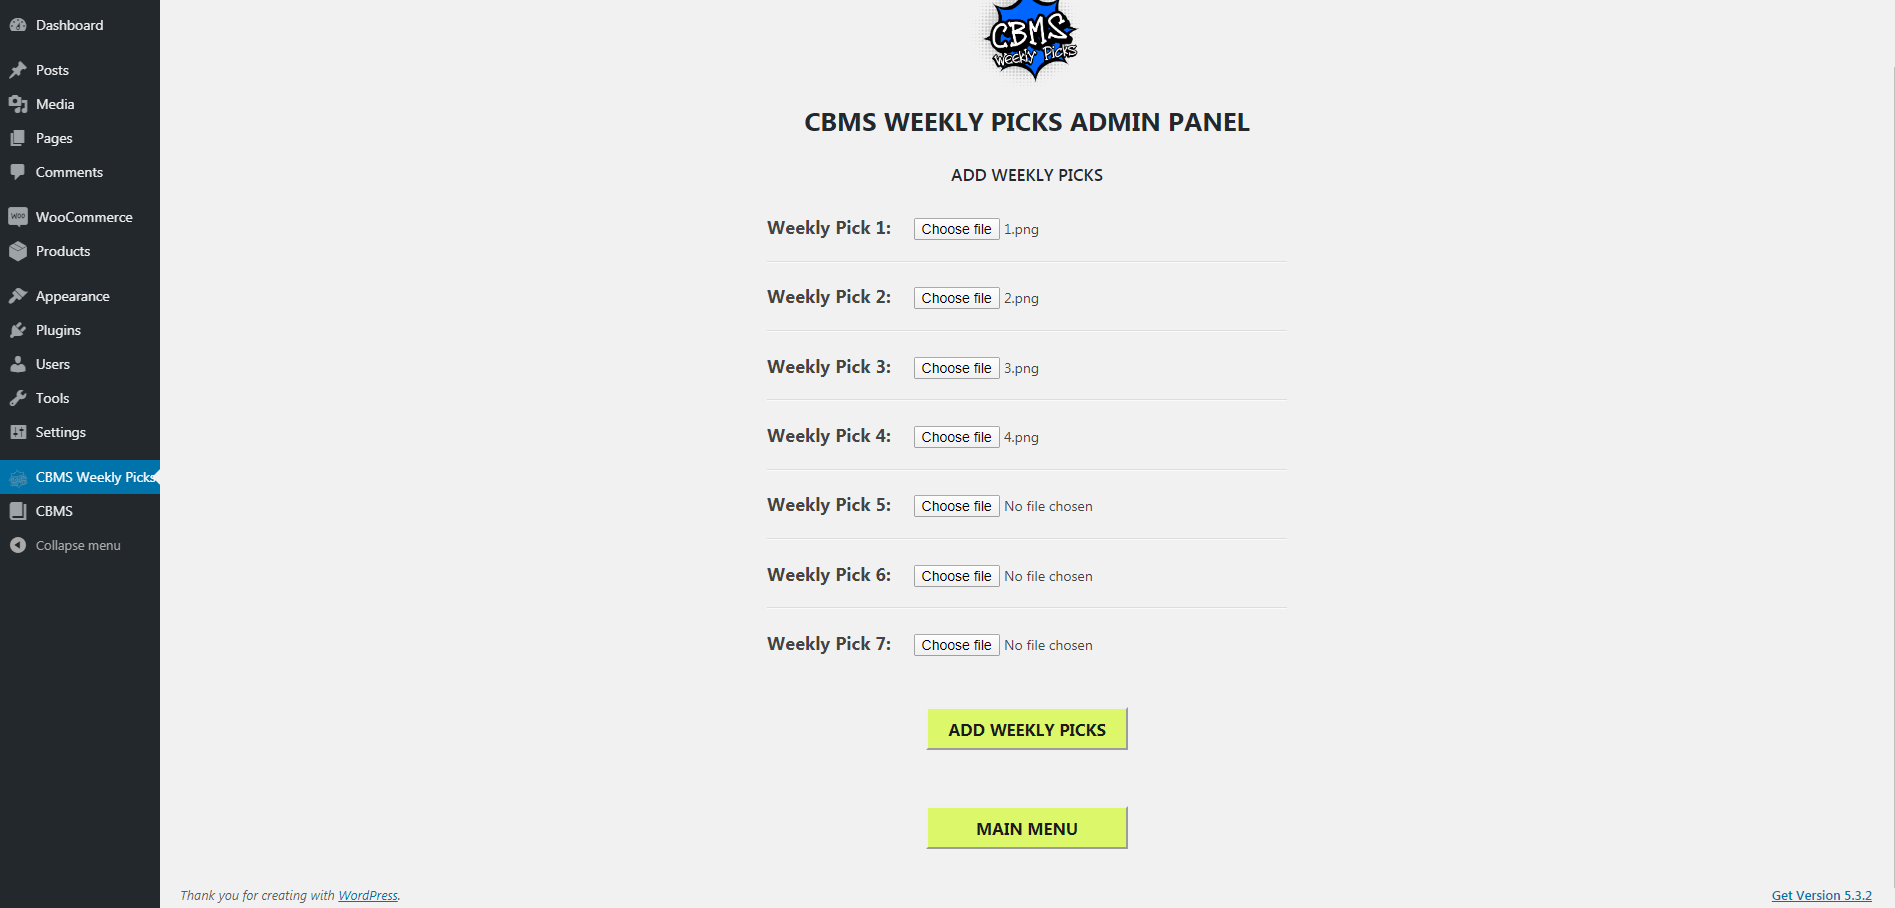 Dashboard
Posts
Media
Pages
Comments
WOO WooCommerce
Products
Appearance
Plugins
Users
Tools
Settings
CBMS Weekly Picks
CBMS
Collapse menu
CBMS
Weekly Picks
CBMS WEEKLY PICKS ADMIN PANEL
ADD WEEKLY PICKS
Weekly Pick 1: Choose file 1.png
Weekly Pick 2: Choose file 2.png
Weekly Pick 3: Choose file 3.png
Weekly Pick 4: Choose file 4.png
Weekly Pick 5: Choose file No file chosen
Weekly Pick 6: Choose file No file chosen
Weekly Pick 7: Choose file No file chosen
ADD WEEKLY PICKS
MAIN MENU
Thank you for creating with WordPress.
Get Version 5.3.2